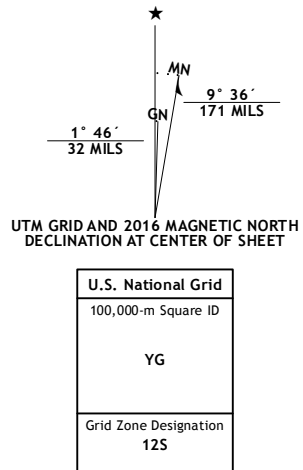 ★
MN
GN
9° 36´
171 MILS
1° 46´
32 MILS
UTM GRID AND 2016 MAGNETIC NORTH
DECLINATION AT CENTER OF SHEET
U.S. National Grid
100,000-m Square ID
YG
Grid Zone Designation
12S